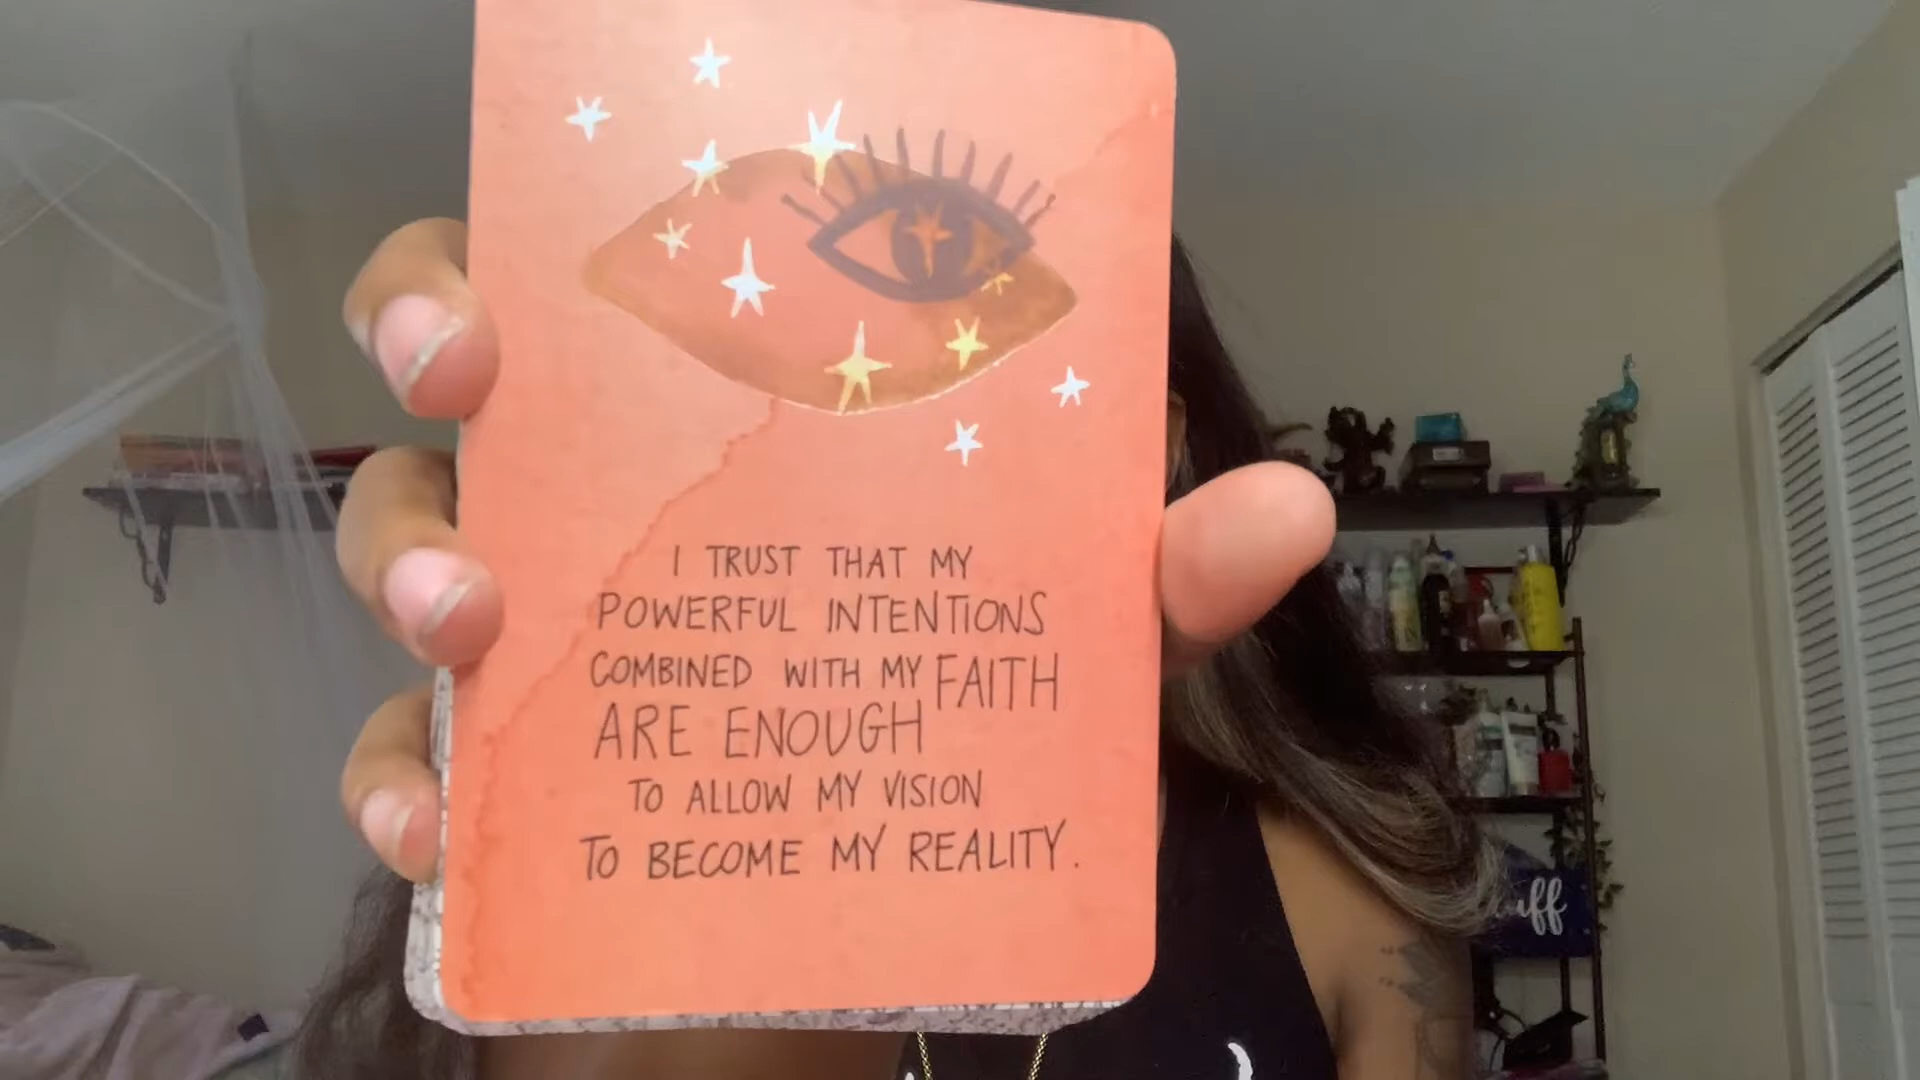 I TRUST THAT MY
POWERFUL INTENTIONS
COMBINED WITH MY FAITH
ARE ENOUGH
TO ALLOW MY VISION
TO BECOME MY REALITY.